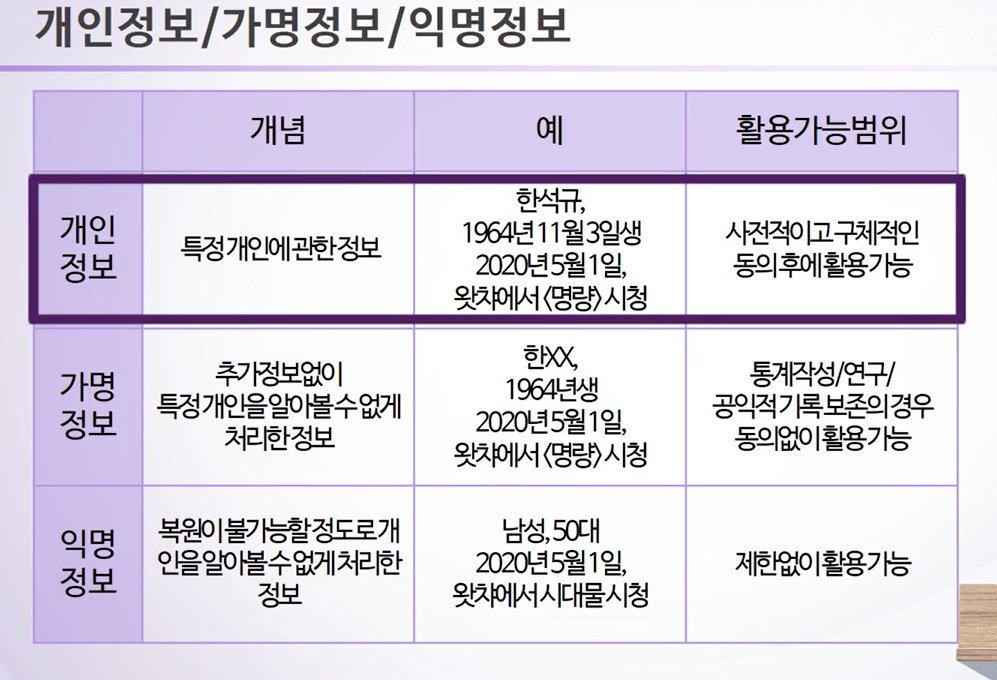 개인정보/가명정보/익명정보
개념
예
활용가능범위
개인
정보
특정 개인에 관한 정보
한석규,
1964년 11월 3일생
2020년 5월 1일,
왓챠에서 <명량> 시청
사전적이고 구체적인
동의 후에 활용 가능
가명
정보
추가정보없이
특정 개인을 알아볼 수 없게
처리한 정보
한XX,
1964년생
2020년 5월 1일,
왓챠에서 <명량> 시청
통계작성/연구/
공익적 기록 보존의 경우
동의없이 활용 가능
익명
정보
복원이 불가능할 정도로 개
인을 알아볼 수 없게 처리한
정보
남성, 50대
2020년 5월 1일,
왓챠에서 시대물 시청
제한없이 활용 가능